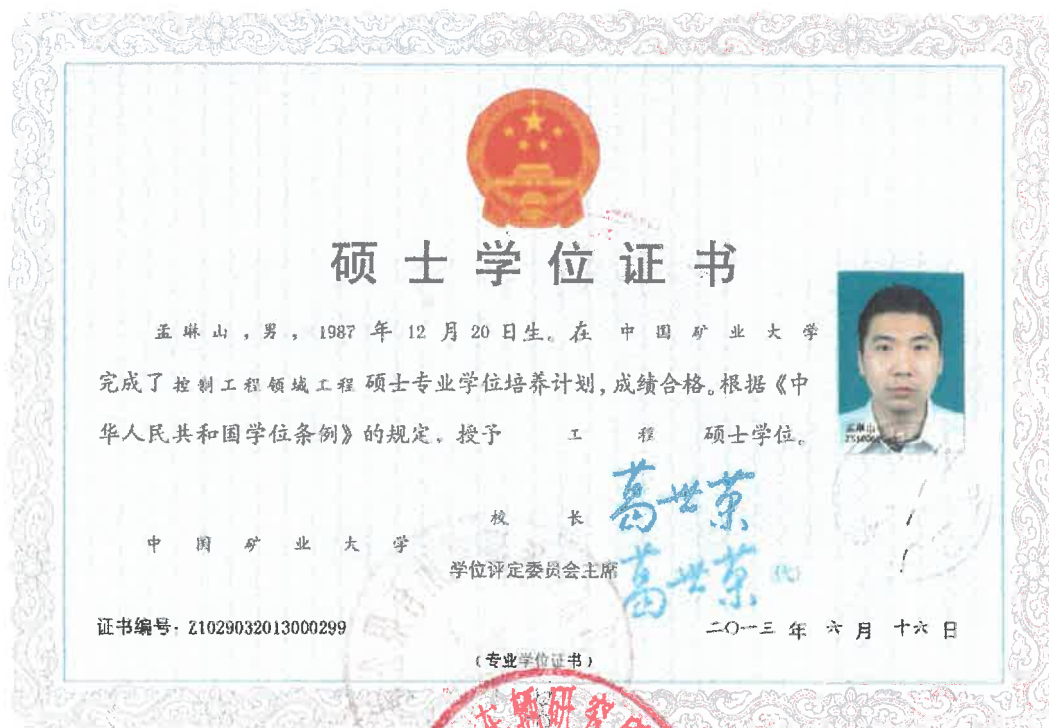 硕士学位证书
孟琳山，男，1987 年 12 月 20 日生。在 中国矿业大学
完成了 控制工程领域工程 硕士专业学位培养计划，成绩合格。根据《中
华人民共和国学位条例》的规定，授予 工程 硕士学位。
校 长 葛世荣
中国矿业大学
学位评定委员会主席 葛世荣 (代)
证书编号：Z1029032013000299
二〇一三 年 六 月 十六 日
（专业学位证书）
孟琳山